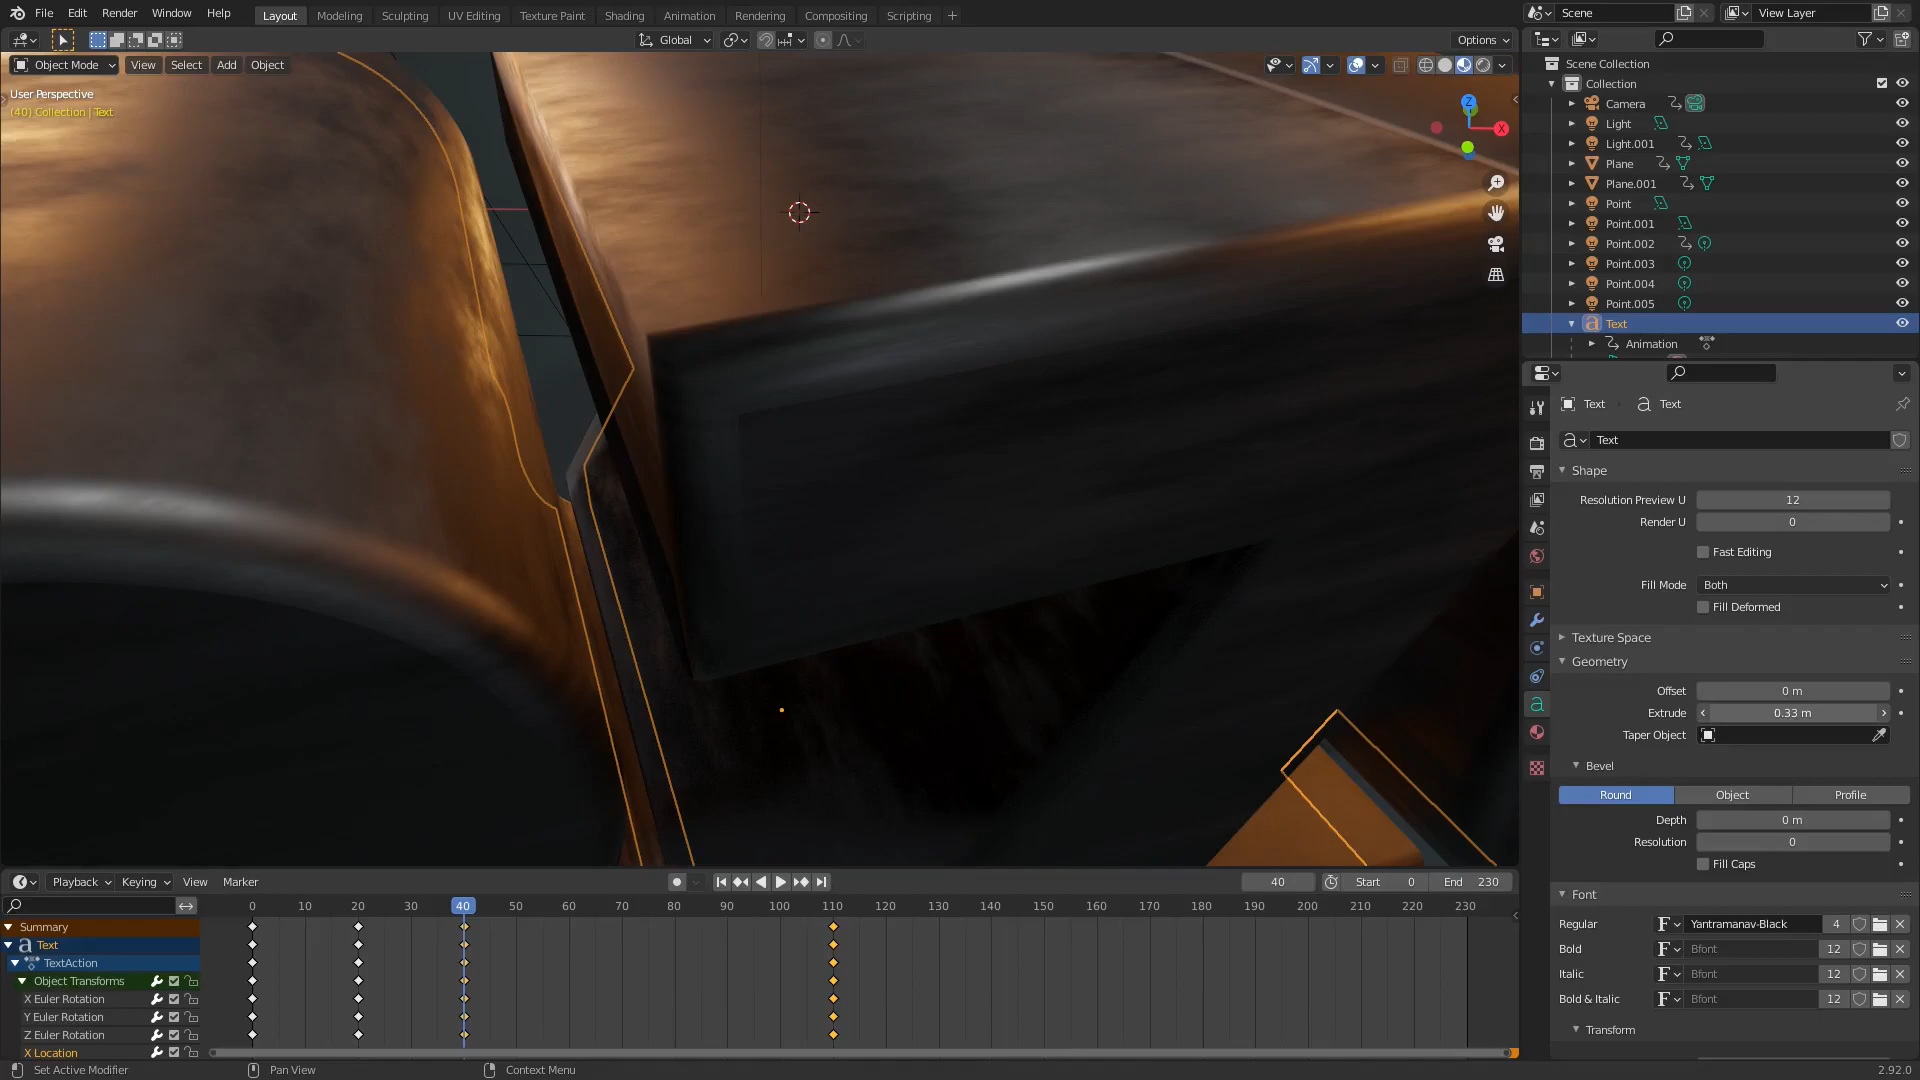 File Edit Render Window Help Layout Modeling Sculpting UV Editing Texture Paint Shading Animation Rendering Compositing Scripting + Scene View Layer
Global Options
Object Mode View Select Add Object
User Perspective
(40) Collection | Text
Z
X
Scene Collection
Collection
Camera
Light
Light.001
Plane
Plane.001
Point
Point.001
Point.002
Point.003
Point.004
Point.005
Text
Animation
Text Text
Text
Shape
Resolution Preview U 12
Render U 0
Fast Editing
Fill Mode Both
Fill Deformed
Texture Space
Geometry
Offset 0 m
Extrude 0.33 m
Taper Object
Bevel
Round Object Profile
Depth 0 m
Resolution 0
Fill Caps
Font
Regular Yantramanav-Black 4
Bold Bfont 12
Italic Bfont 12
Bold & Italic Bfont 12
Transform
Playback Keying View Marker 40 Start 0 End 230
0 10 20 30 40 50 60 70 80 90 100 110 120 130 140 150 160 170 180 190 200 210 220 230
Summary
Text
TextAction
Object Transforms
X Euler Rotation
Y Euler Rotation
Z Euler Rotation
X Location
Set Active Modifier Pan View Context Menu 2.92.0